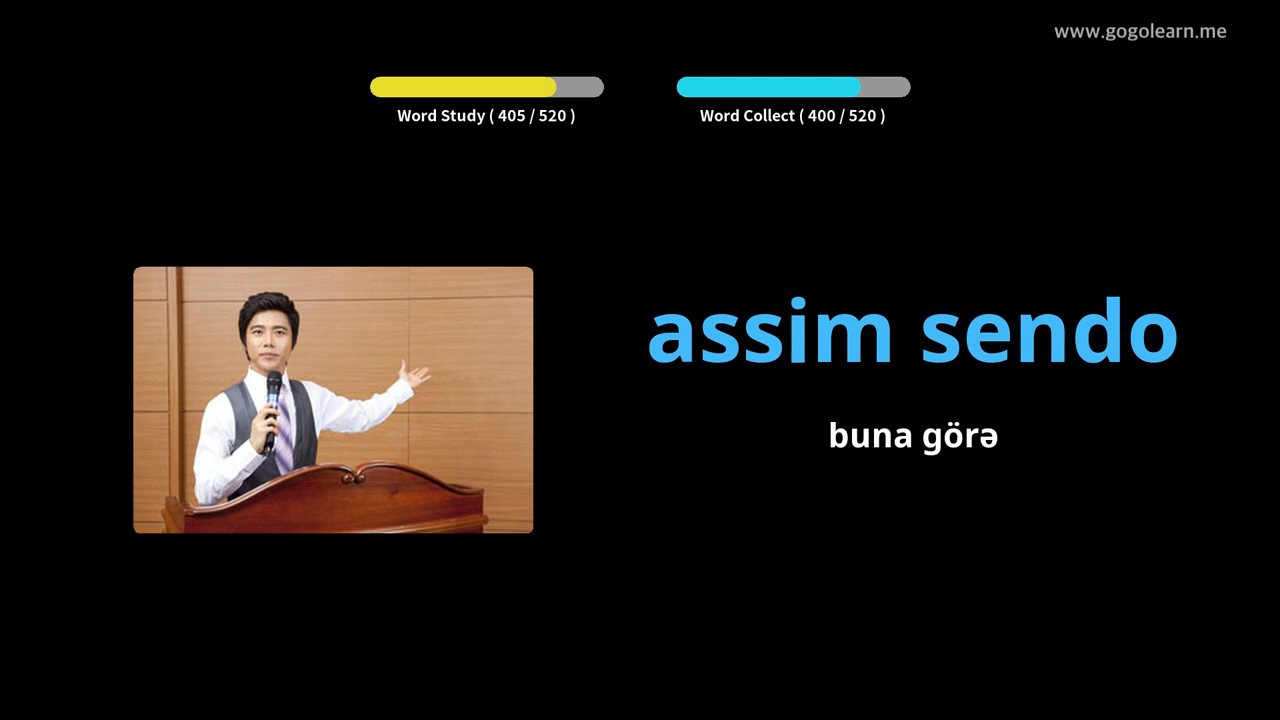 www.gogolearn.me
Word Study ( 405 / 520 )
Word Collect ( 400 / 520 )
assim sendo
buna görə